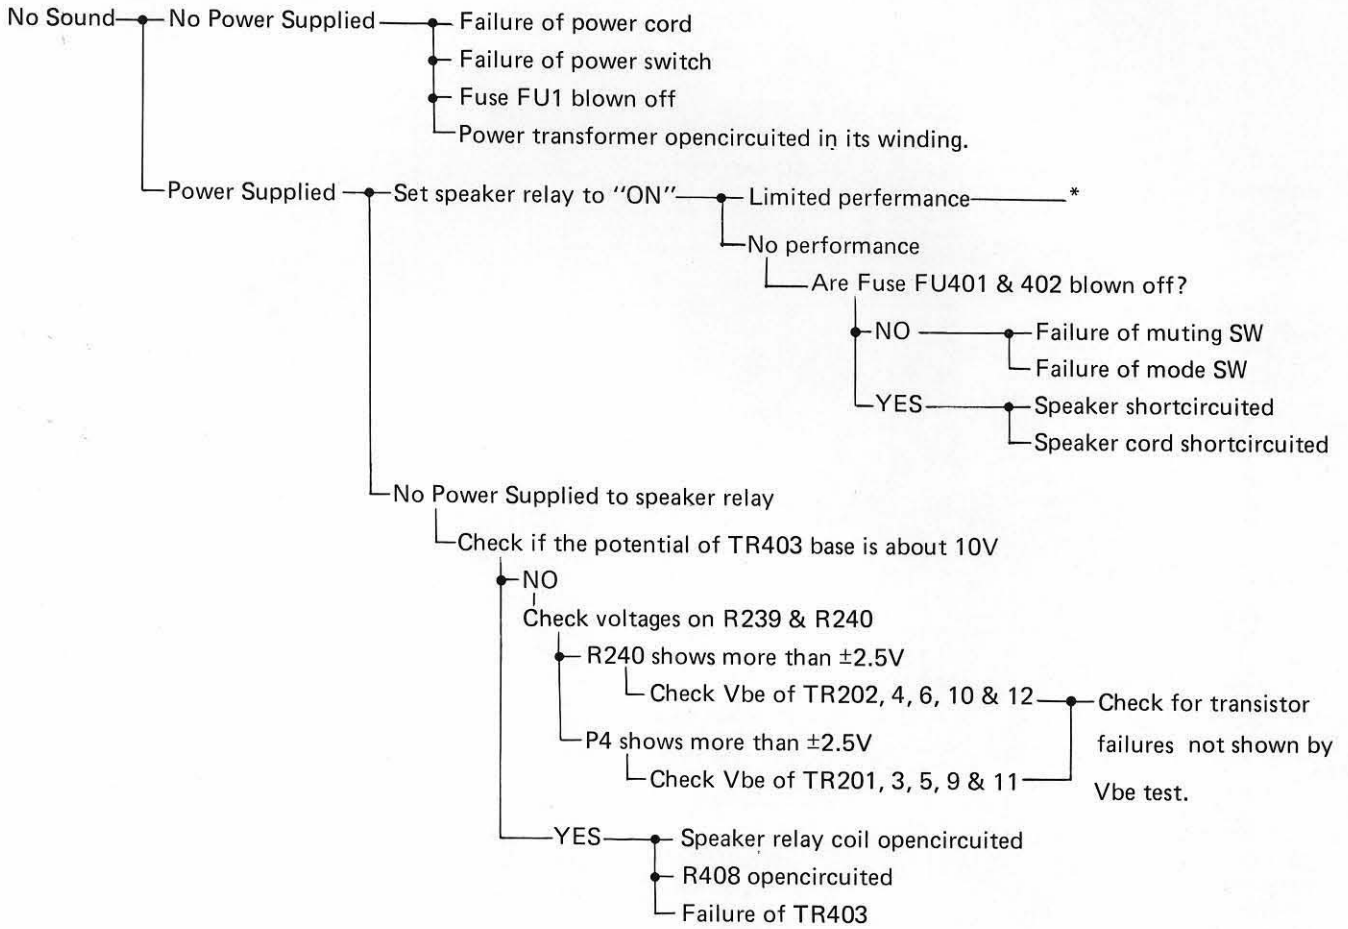 No Sound No Power Supplied Failure of power cord
Failure of power switch
Fuse FU1 blown off
Power transformer opencircuited in its winding.
Power Supplied Set speaker relay to "ON" Limited perfermance *
No performance
Are Fuse FU401 & 402 blown off?
NO Failure of muting SW
Failure of mode SW
YES Speaker shortcircuited
Speaker cord shortcircuited
No Power Supplied to speaker relay
Check if the potential of TR403 base is about 10V
NO
Check voltages on R239 & R240
R240 shows more than ±2.5V
Check Vbe of TR202, 4, 6, 10 & 12 Check for transistor
P4 shows more than ±2.5V failures not shown by
Check Vbe of TR201, 3, 5, 9 & 11 Vbe test.
YES Speaker relay coil opencircuited
R408 opencircuited
Failure of TR403